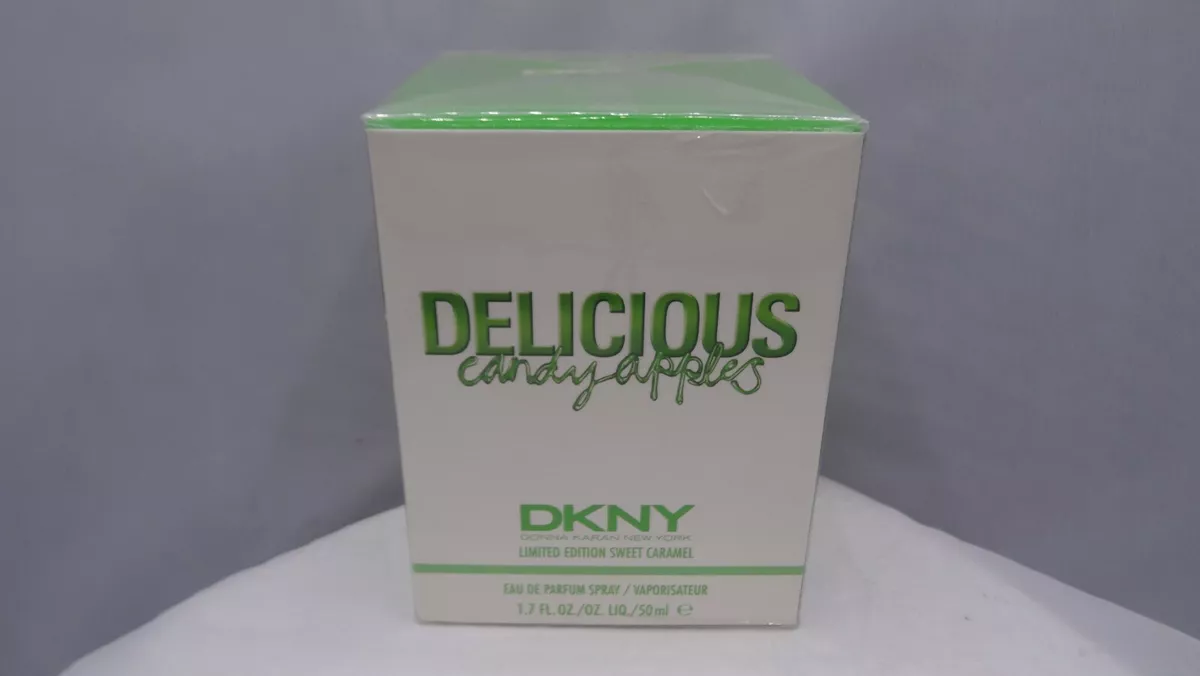 DELICIOUS
candy apples
DKNY
DONNA KARAN NEW YORK
LIMITED EDITION SWEET CARAMEL
EAU DE PARFUM SPRAY / VAPORISATEUR
1.7 FL.OZ./OZ. LIQ./50ml ℮